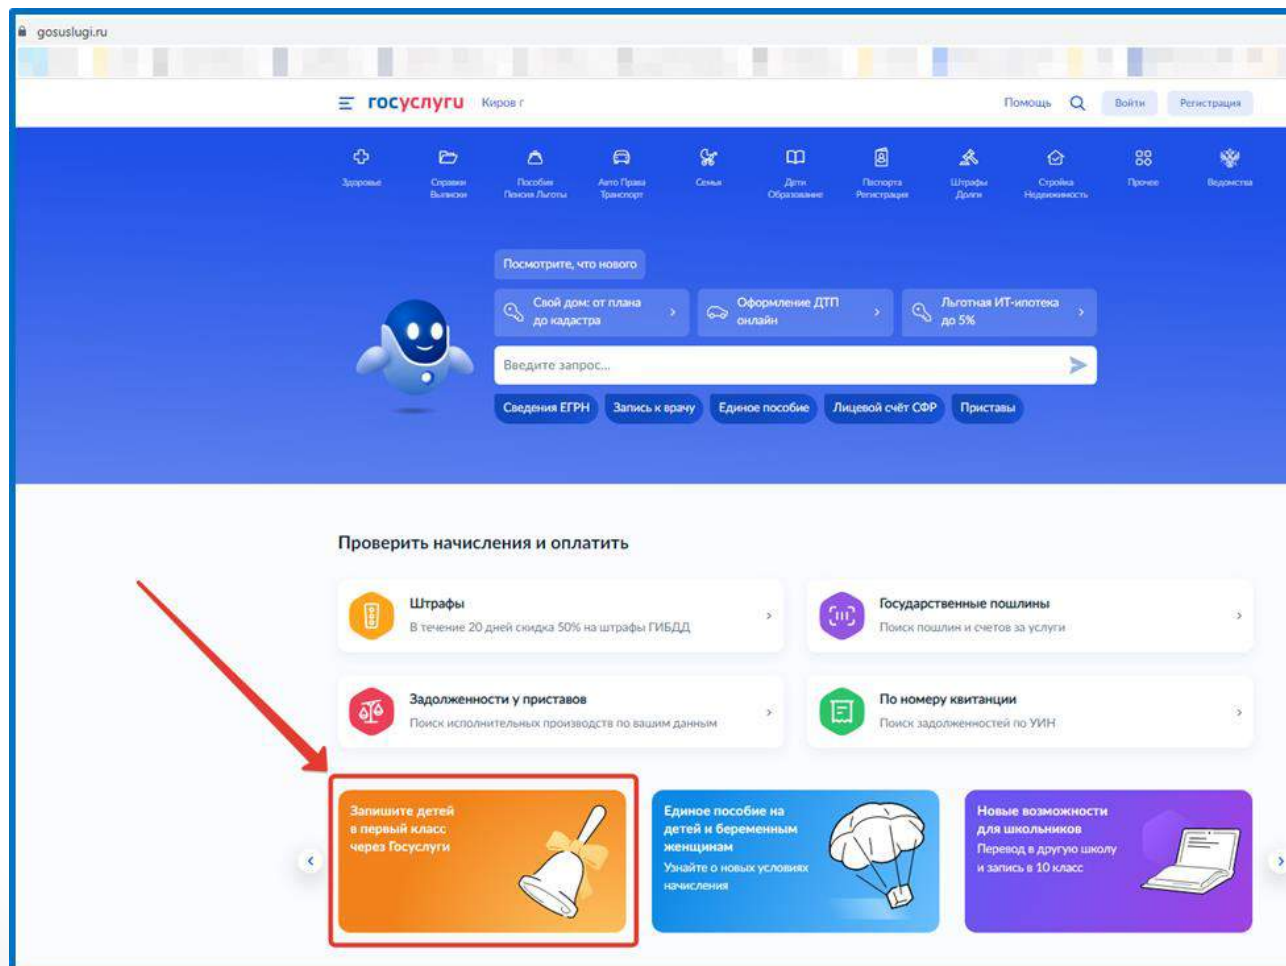 gosuslugi.ru
госуслуги Киров г Помощь Войти Регистрация
Здоровье
Справки
Выписки
Пособия
Пенсия Льготы
Авто Права
Транспорт
Семья
Дети
Образование
Паспорта
Регистрация
Штрафы
Долги
Стройка
Недвижимость
Прочее
Ведомства
Посмотрите, что нового
Свой дом: от плана
до кадастра
Оформление ДТП
онлайн
Льготная ИТ-ипотека
до 5%
Введите запрос...
Сведения ЕГРН
Запись к врачу
Единое пособие
Лицевой счёт СФР
Приставы
Проверить начисления и оплатить
Штрафы
В течение 20 дней скидка 50% на штрафы ГИБДД
Государственные пошлины
Поиск пошлин и счетов за услуги
Задолженности у приставов
Поиск исполнительных производств по вашим данным
По номеру квитанции
Поиск задолженностей по УИН
Запишите детей
в первый класс
через Госуслуги
Единое пособие на
детей и беременным
женщинам
Узнайте о новых условиях
начисления
Новые возможности
для школьников
Перевод в другую школу
и запись в 10 класс